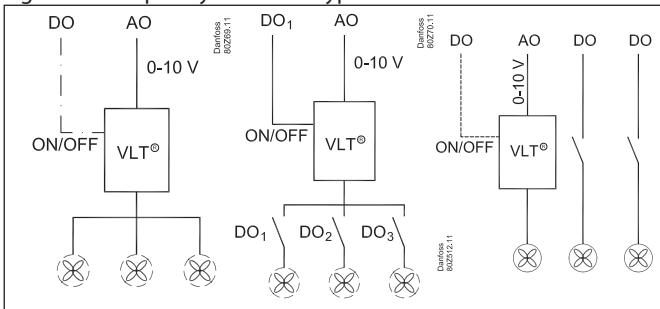 DO AO
0-10 V
ON/OFF VLT®
Danfoss
80Z69.11
DO1 AO
0-10 V
ON/OFF VLT®
DO1 DO2 DO3
Danfoss
80Z70.11
DO AO DO DO
0-10 V
ON/OFF VLT®
Danfoss
80Z512.11